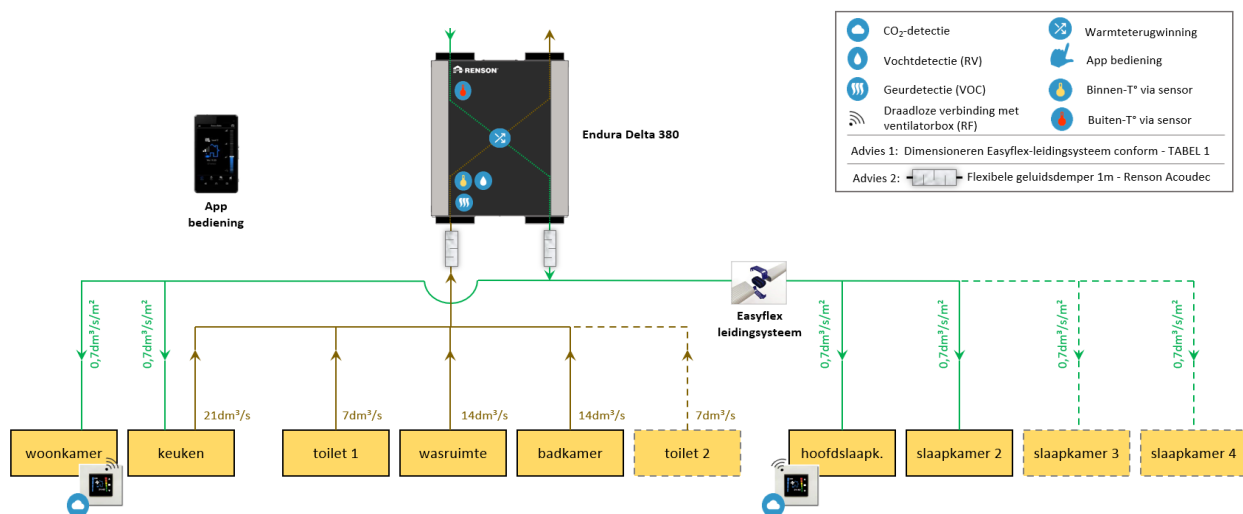 RENSON
Endura Delta 380
App
bediening
CO₂-detectie
Vochtdetectie (RV)
Geurdetectie (VOC)
Draadloze verbinding met
ventilatorbox (RF)
Warmteterugwinning
App bediening
Binnen-T° via sensor
Buiten-T° via sensor
Advies 1: Dimensioneren Easyflex-leidingsysteem conform - TABEL 1
Advies 2: Flexibele geluidsdemper 1m - Renson Acoudec
Easyflex
leidingsysteem
0,7dm³/s/m²
0,7dm³/s/m²
0,7dm³/s/m²
0,7dm³/s/m²
0,7dm³/s/m²
0,7dm³/s/m²
21dm³/s
7dm³/s
14dm³/s
14dm³/s
7dm³/s
woonkamer
keuken
toilet 1
wasruimte
badkamer
toilet 2
hoofdslaapk.
slaapkamer 2
slaapkamer 3
slaapkamer 4